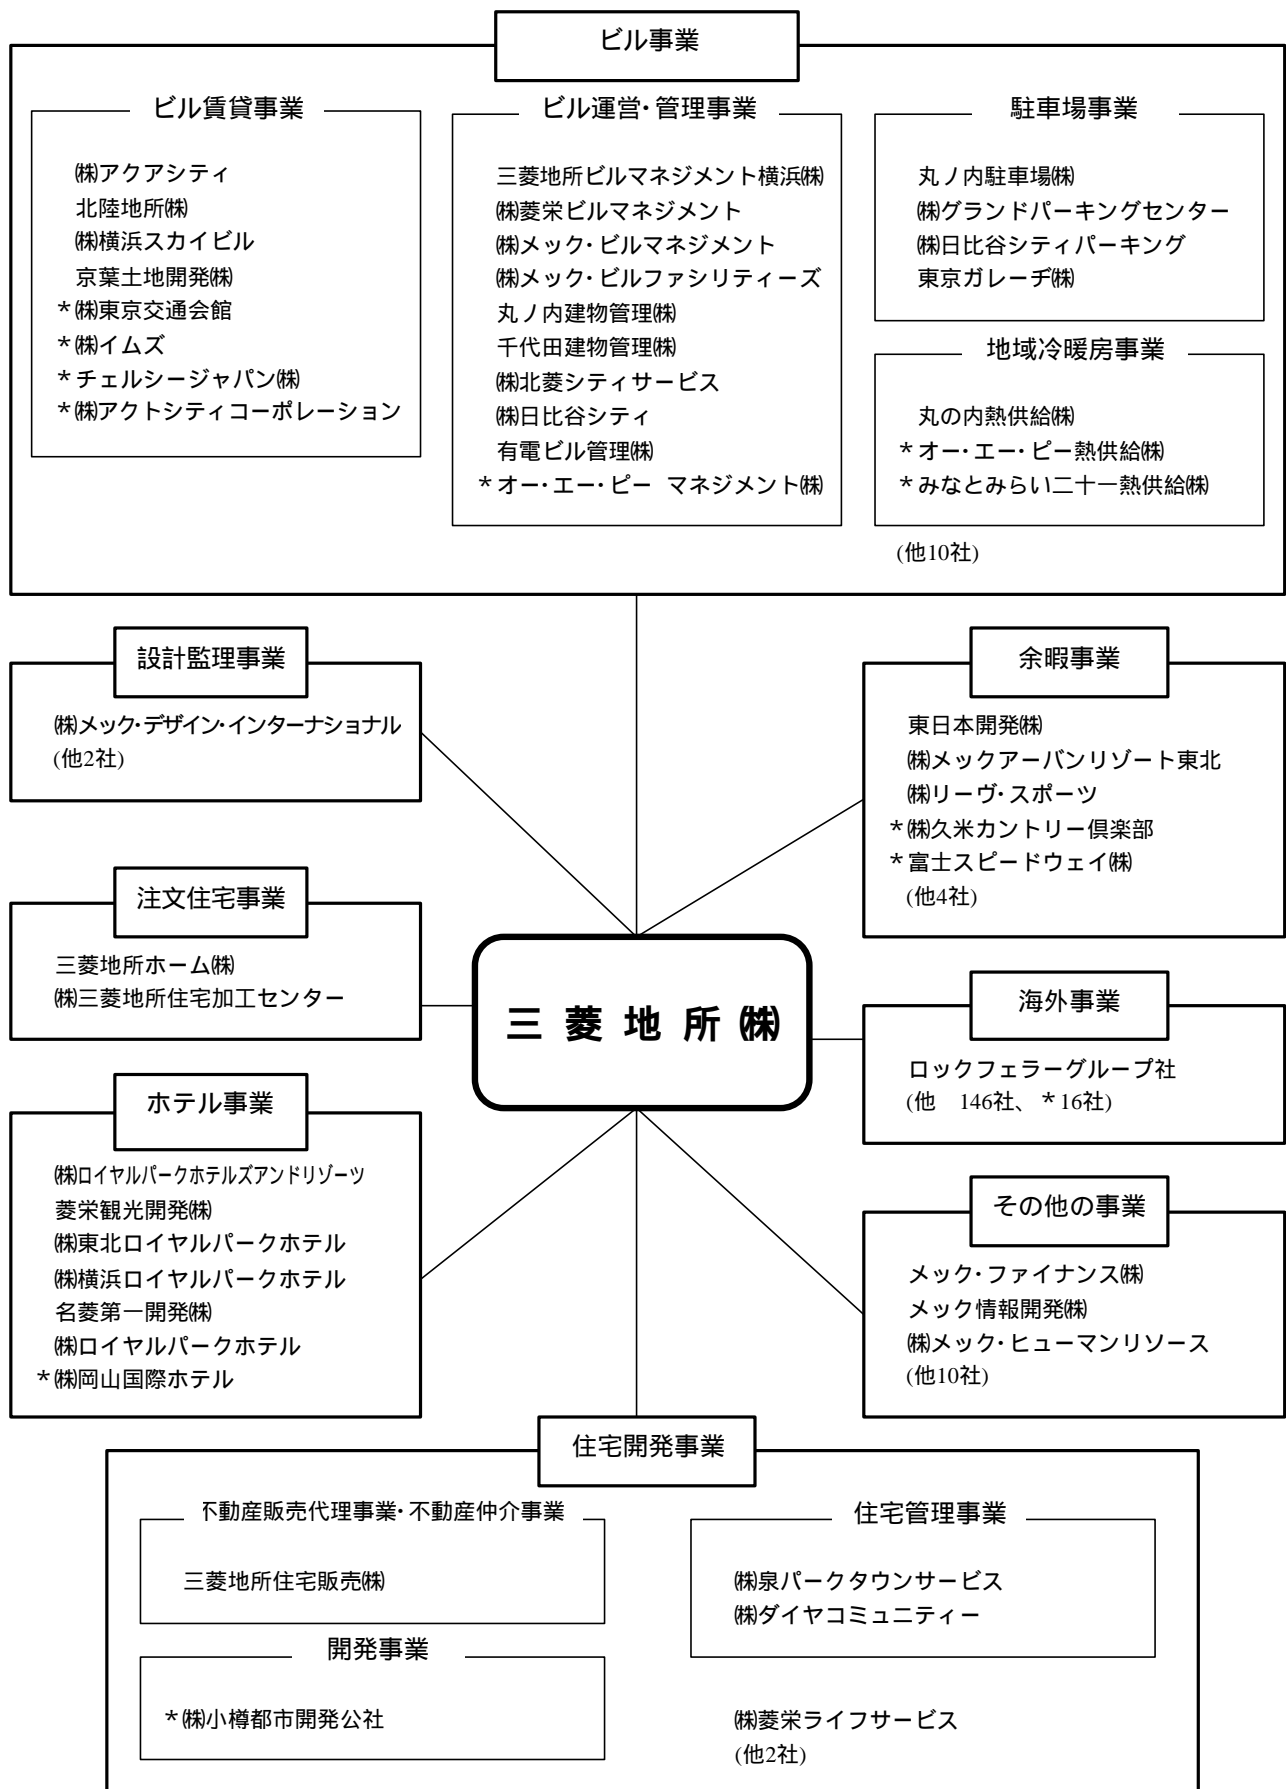 ビル事業
ビル賃貸事業
㈱アクアシティ
北陸地所㈱
㈱横浜スカイビル
京葉土地開発㈱
*㈱東京交通会館
*㈱イムズ
*チェルシージャパン㈱
*㈱アクトシティコーポレーション
ビル運営・管理事業
三菱地所ビルマネジメント横浜㈱
㈱菱栄ビルマネジメント
㈱メック・ビルマネジメント
㈱メック・ビルファシリティーズ
丸ノ内建物管理㈱
千代田建物管理㈱
㈱北菱シティサービス
㈱日比谷シティ
有電ビル管理㈱
*オー・エー・ピー マネジメント㈱
駐車場事業
丸ノ内駐車場㈱
㈱グランドパーキングセンター
㈱日比谷シティパーキング
東京ガレーヂ㈱
地域冷暖房事業
丸の内熱供給㈱
*オー・エー・ピー熱供給㈱
*みなとみらい二十一熱供給㈱
(他10社)
設計監理事業
㈱メック・デザイン・インターナショナル
(他2社)
余暇事業
東日本開発㈱
㈱メックアーバンリゾート東北
㈱リーヴ・スポーツ
*㈱久米カントリー倶楽部
*富士スピードウェイ㈱
(他4社)
注文住宅事業
三菱地所ホーム㈱
㈱三菱地所住宅加工センター
三菱地所㈱
海外事業
ロックフェラーグループ社
(他 146社、*16社)
ホテル事業
㈱ロイヤルパークホテルズアンドリゾーツ
菱栄観光開発㈱
㈱東北ロイヤルパークホテル
㈱横浜ロイヤルパークホテル
名菱第一開発㈱
㈱ロイヤルパークホテル
*㈱岡山国際ホテル
その他の事業
メック・ファイナンス㈱
メック情報開発㈱
㈱メック・ヒューマンリソース
(他10社)
住宅開発事業
不動産販売代理事業・不動産仲介事業
三菱地所住宅販売㈱
開発事業
*㈱小樽都市開発公社
住宅管理事業
㈱泉パークタウンサービス
㈱ダイヤコミュニティー
㈱菱栄ライフサービス
(他2社)